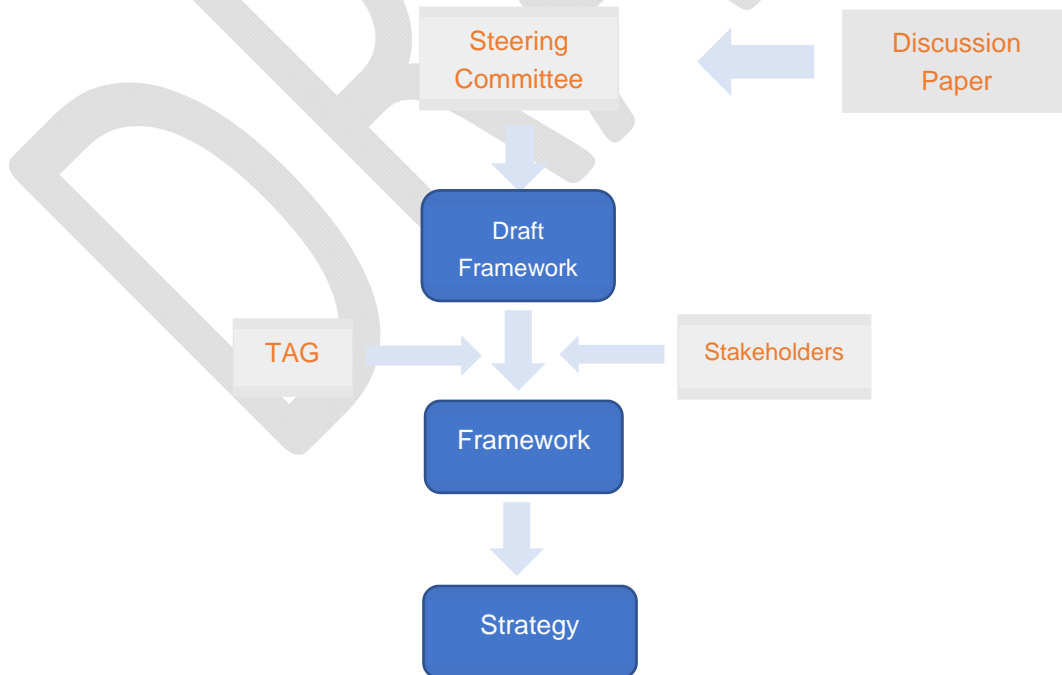 Steering
Committee
Discussion
Paper
Draft
Framework
TAG
Stakeholders
Framework
Strategy